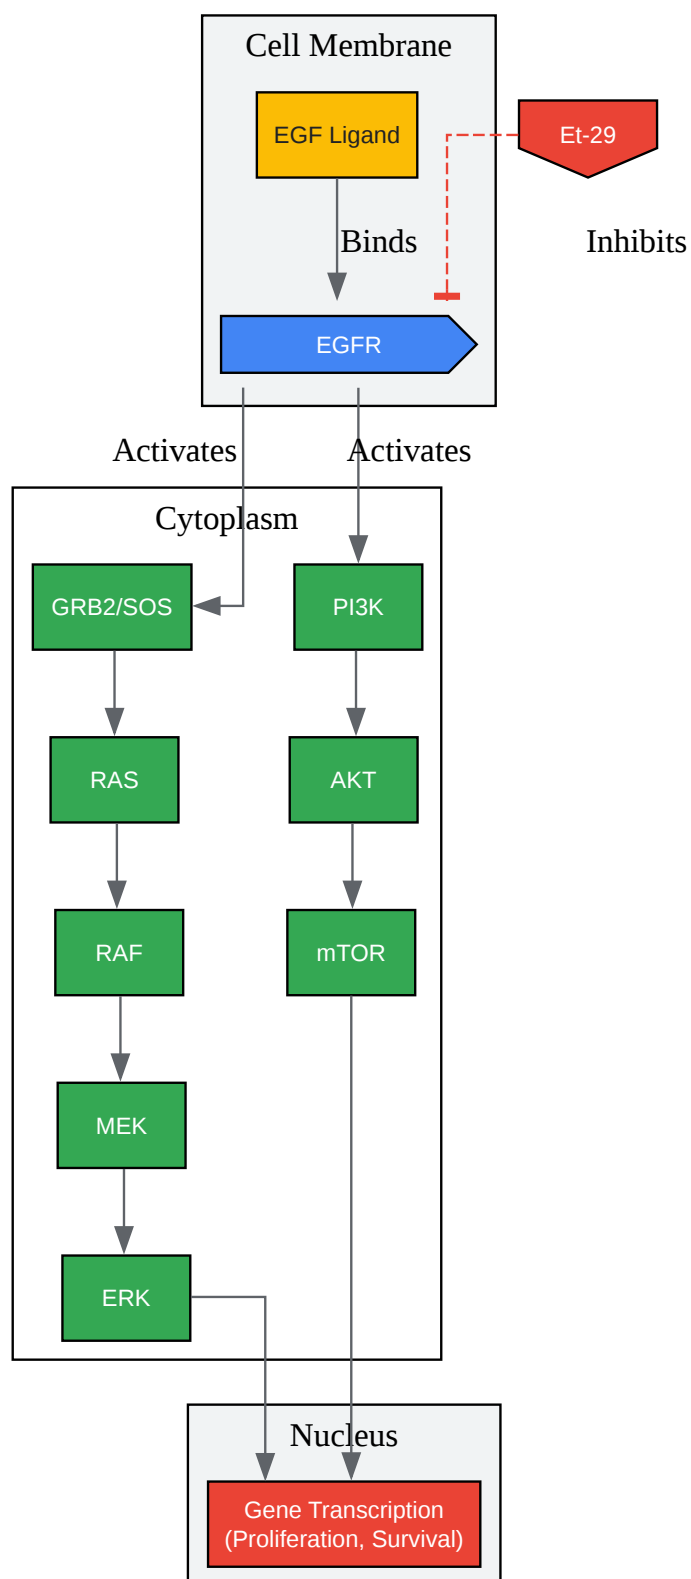 Cell Membrane
EGF Ligand
Et-29
Binds
Inhibits
EGFR
Activates
Activates
Cytoplasm
GRB2/SOS
PI3K
RAS
AKT
RAF
mTOR
MEK
ERK
Nucleus
Gene Transcription
(Proliferation, Survival)